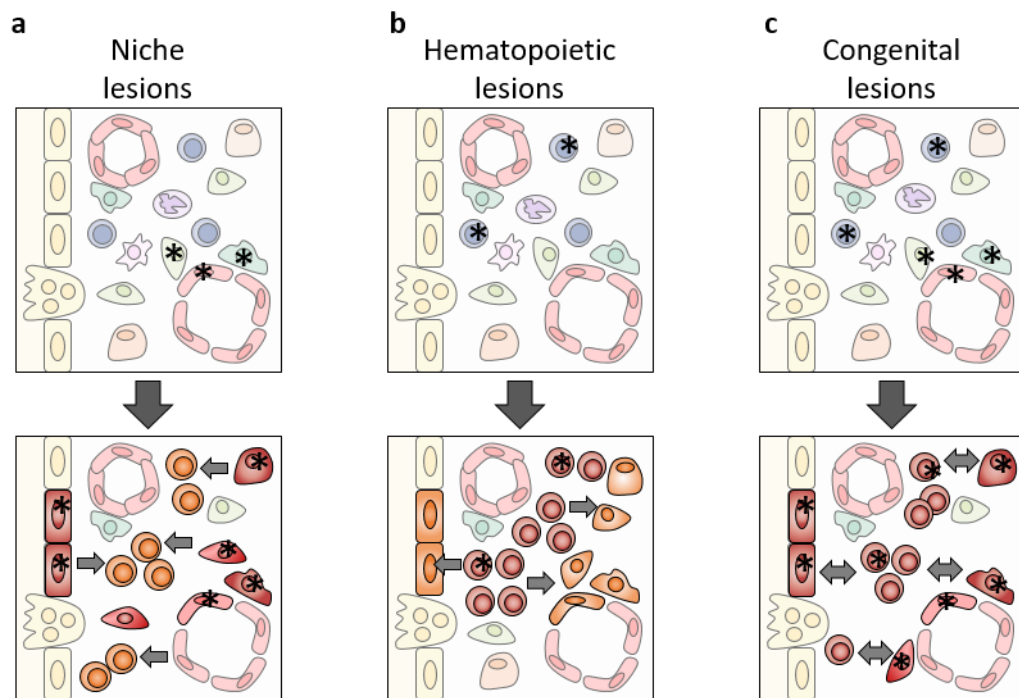 a
Niche
lesions
b
Hematopoietic
lesions
c
Congenital
lesions